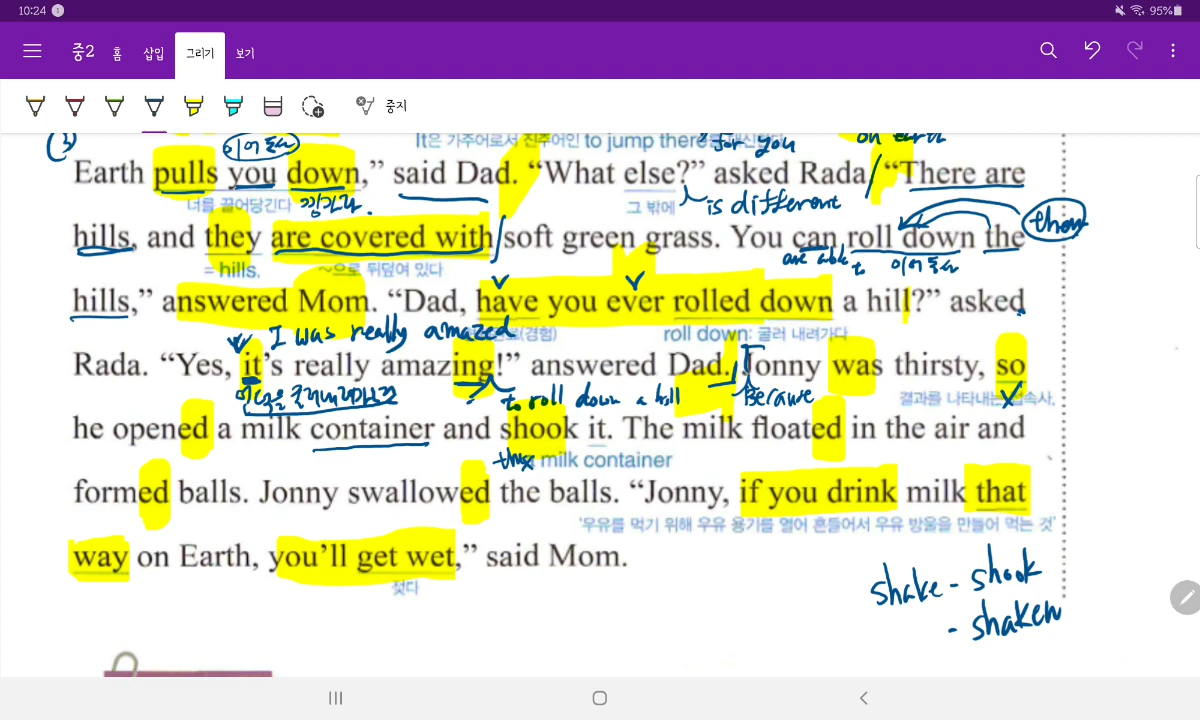 10:24 1 95%
중2 홈 삽입 그리기 보기
중지
It은 가주어로서 진주어인 to jump there를
for you
이어동사
Earth pulls you down,” said Dad. “What else?” asked Rada. “There are
너를 끌어당긴다 그 밖에 is different
hills, and they are covered with soft green grass. You can roll down the them
= hills, ~으로 뒤덮여 있다 are able to 이어동사
hills,” answered Mom. “Dad, have you ever rolled down a hill?” asked
I was really amazed (경험) roll down: 굴러 내려가다
Rada. “Yes, it’s really amazing!” answered Dad. Jonny was thirsty, so
to roll down a hill Because 결과를 나타내는 접속사,
he opened a milk container and shook it. The milk floated in the air and
milk container
formed balls. Jonny swallowed the balls. “Jonny, if you drink milk that
'우유를 먹기 위해 우유 용기를 열어 흔들어서 우유 방울을 만들어 먹는 것'
way on Earth, you’ll get wet,” said Mom.
젖다
shake - shook
- shaken